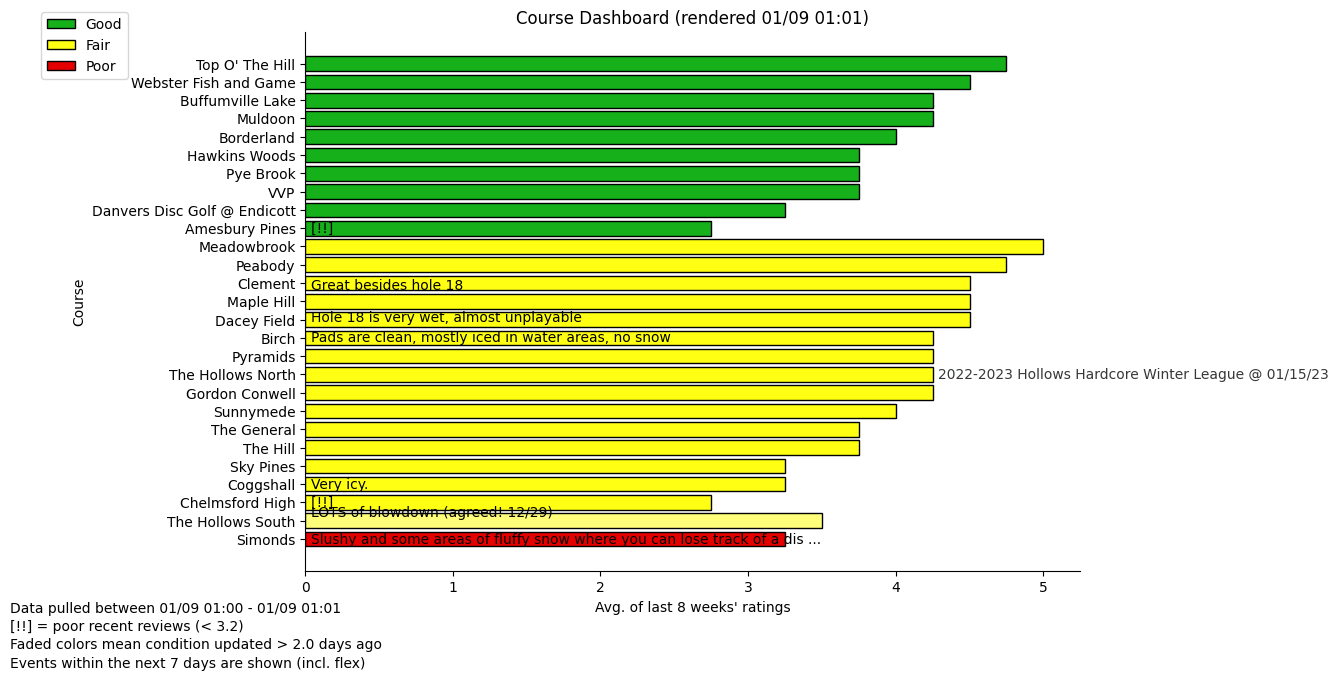 Course Dashboard (rendered 01/09 01:01)
Good
Fair
Poor
Course
Top O' The Hill
Webster Fish and Game
Buffumville Lake
Muldoon
Borderland
Hawkins Woods
Pye Brook
VVP
Danvers Disc Golf @ Endicott
Amesbury Pines [!!]
Meadowbrook
Peabody
Clement Great besides hole 18
Maple Hill
Dacey Field Hole 18 is very wet, almost unplayable
Birch Pads are clean, mostly iced in water areas, no snow
Pyramids
The Hollows North 2022-2023 Hollows Hardcore Winter League @ 01/15/23
Gordon Conwell
Sunnymede
The General
The Hill
Sky Pines
Coggshall Very icy.
Chelmsford High [!!]
The Hollows South LOTS of blowdown (agreed! 12/29)
Simonds Slushy and some areas of fluffy snow where you can lose track of a dis ...
0 1 2 3 4 5
Avg. of last 8 weeks' ratings
Data pulled between 01/09 01:00 - 01/09 01:01
[!!] = poor recent reviews (< 3.2)
Faded colors mean condition updated > 2.0 days ago
Events within the next 7 days are shown (incl. flex)